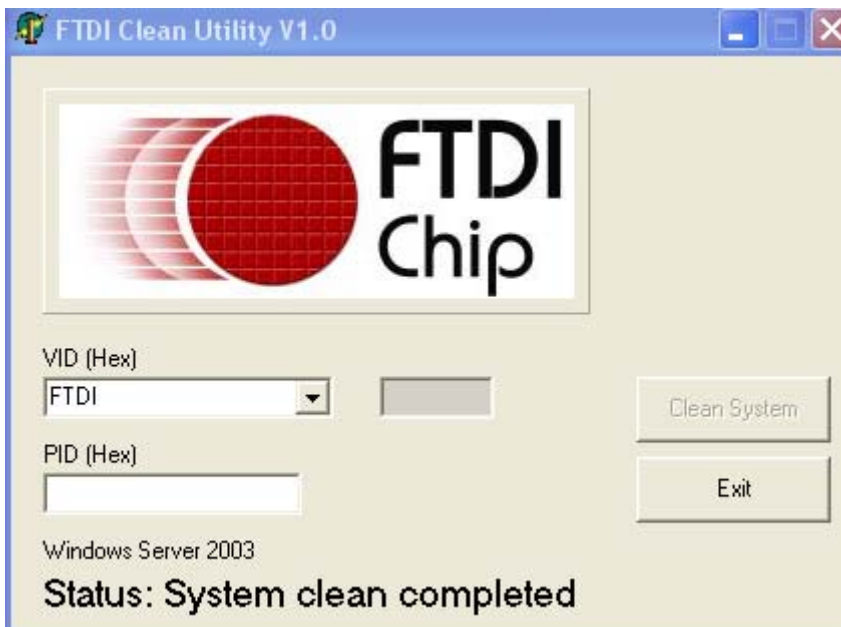 FTDI Clean Utility V1.0
FTDI
Chip
VID (Hex)
FTDI
Clean System
PID (Hex)
Exit
Windows Server 2003
Status: System clean completed